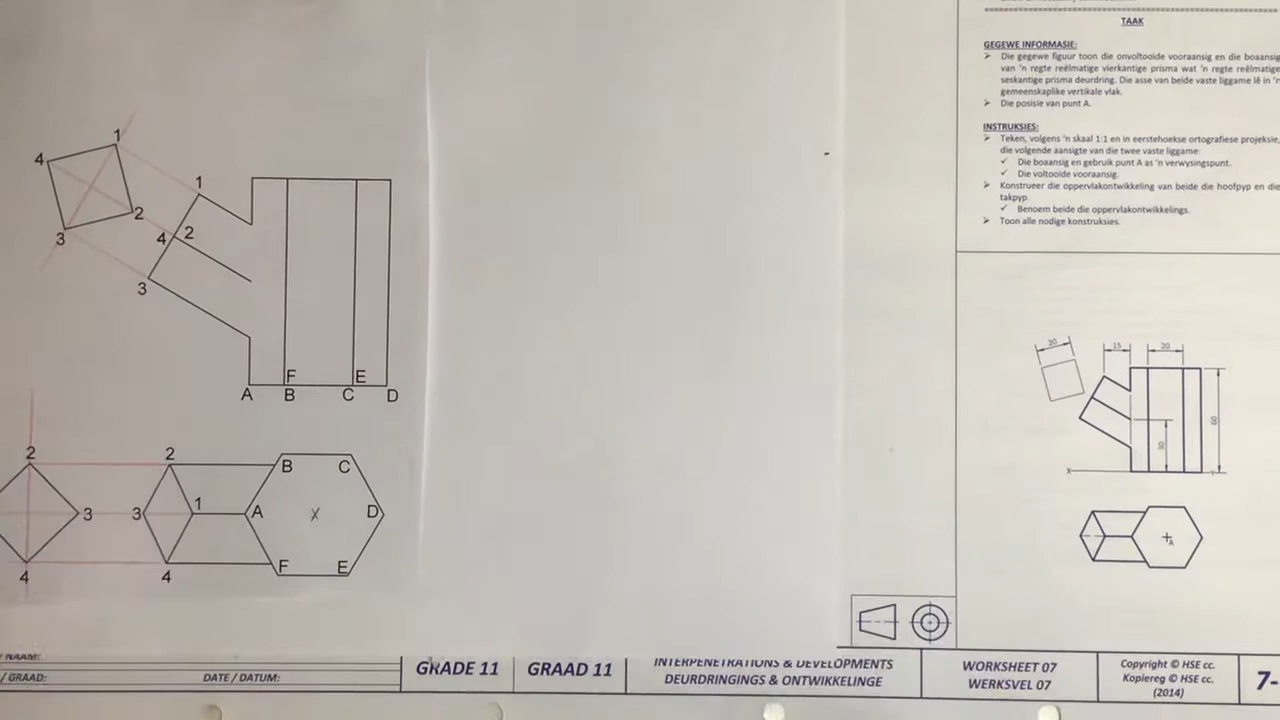 TAAK
GEGEWE INFORMASIE:
➢ Die gegewe figuur toon die onvoltooide vooraansig en die boaansig
van 'n regte reëlmatige vierkantige prisma wat 'n regte reëlmatige
seskantige prisma deurdring. Die asse van beide vaste liggame lê in 'n
gemeenskaplike vertikale vlak.
➢ Die posisie van punt A.
INSTRUKSIES:
➢ Teken, volgens 'n skaal 1:1 en in eerstehoekse ortografiese projeksie,
die volgende aansigte van die twee vaste liggame:
✓ Die boaansig en gebruik punt A as 'n verwysingspunt.
✓ Die voltooide vooraansig.
➢ Konstrueer die oppervlakontwikkeling van beide die hoofpyp en die
takpyp.
✓ Benoem beide die oppervlakontwikkelings.
➢ Toon alle nodige konstruksies.
1
4
2
3
1
4 2
3
F E
A B C D
2 2
B C
3 3 1 A D
F E
4 4
20
15 20
60
30
X Y
A
NAAM:
/ GRAAD: DATE / DATUM:
GRADE 11 GRAAD 11
INTERPENETRATIONS & DEVELOPMENTS
DEURDRINGINGS & ONTWIKKELINGE
WORKSHEET 07
WERKSVEL 07
Copyright © HSE cc.
Kopiereg © HSE cc.
(2014)
7-